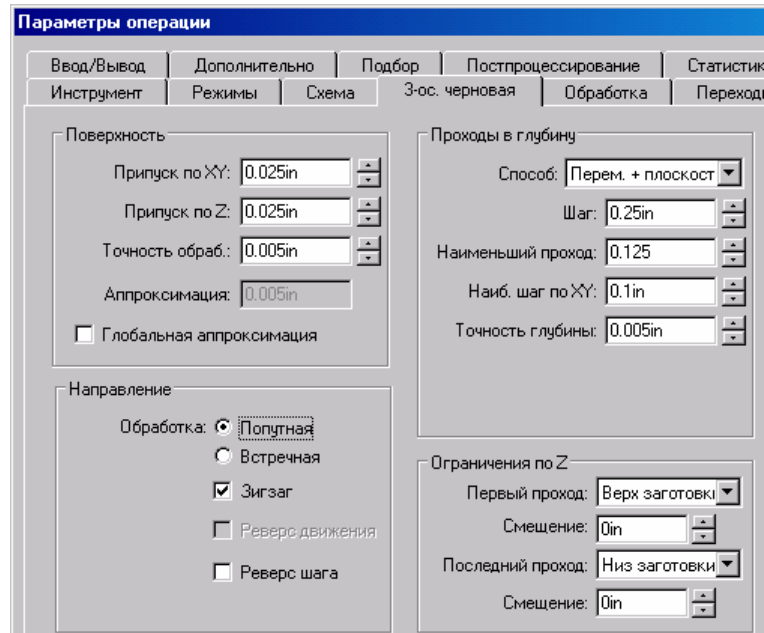 Параметры операции
Ввод/Вывод Дополнительно Подбор Постпроцессирование Статистик
Инструмент Режимы Схема 3-ос. черновая Обработка Переходы
Поверхность
Припуск по XY: 0.025in
Припуск по Z: 0.025in
Точность обраб.: 0.005in
Аппроксимация: 0.005in
Глобальная аппроксимация
Направление
Обработка: Попутная
Встречная
Зигзаг
Реверс движения
Реверс шага
Проходы в глубину
Способ: Перем. + плоскост
Шаг: 0.25in
Наименьший проход: 0.125
Наиб. шаг по XY: 0.1in
Точность глубины: 0.005in
Ограничения по Z
Первый проход: Верх заготовки
Смещение: 0in
Последний проход: Низ заготовки
Смещение: 0in